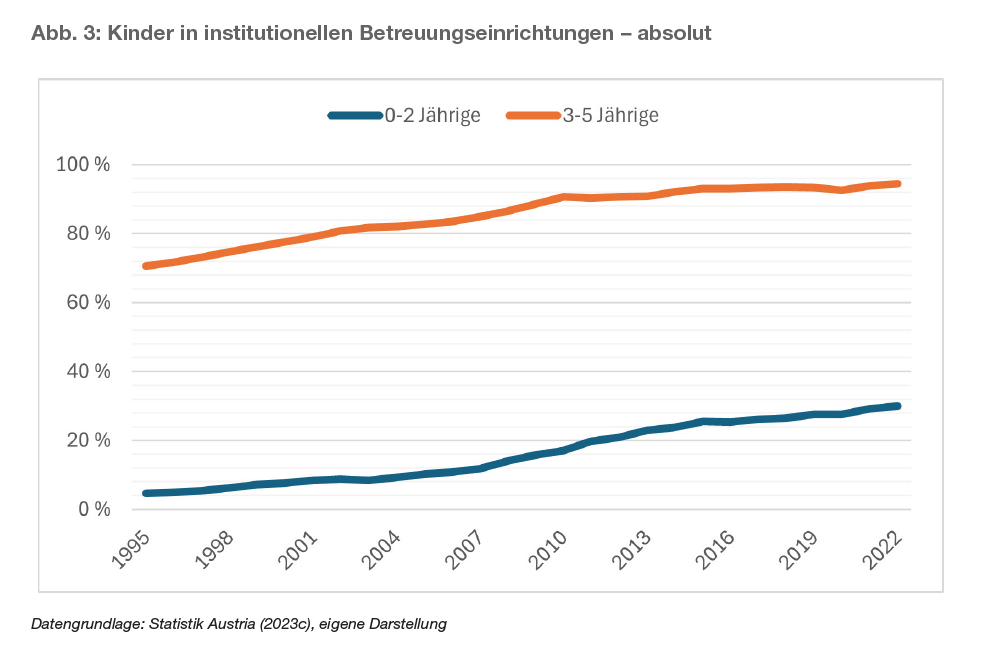 Abb. 3: Kinder in institutionellen Betreuungseinrichtungen – absolut
0-2 Jährige 3-5 Jährige
100 %
80 %
60 %
40 %
20 %
0 %
1995 1998 2001 2004 2007 2010 2013 2016 2019 2022
Datengrundlage: Statistik Austria (2023c), eigene Darstellung